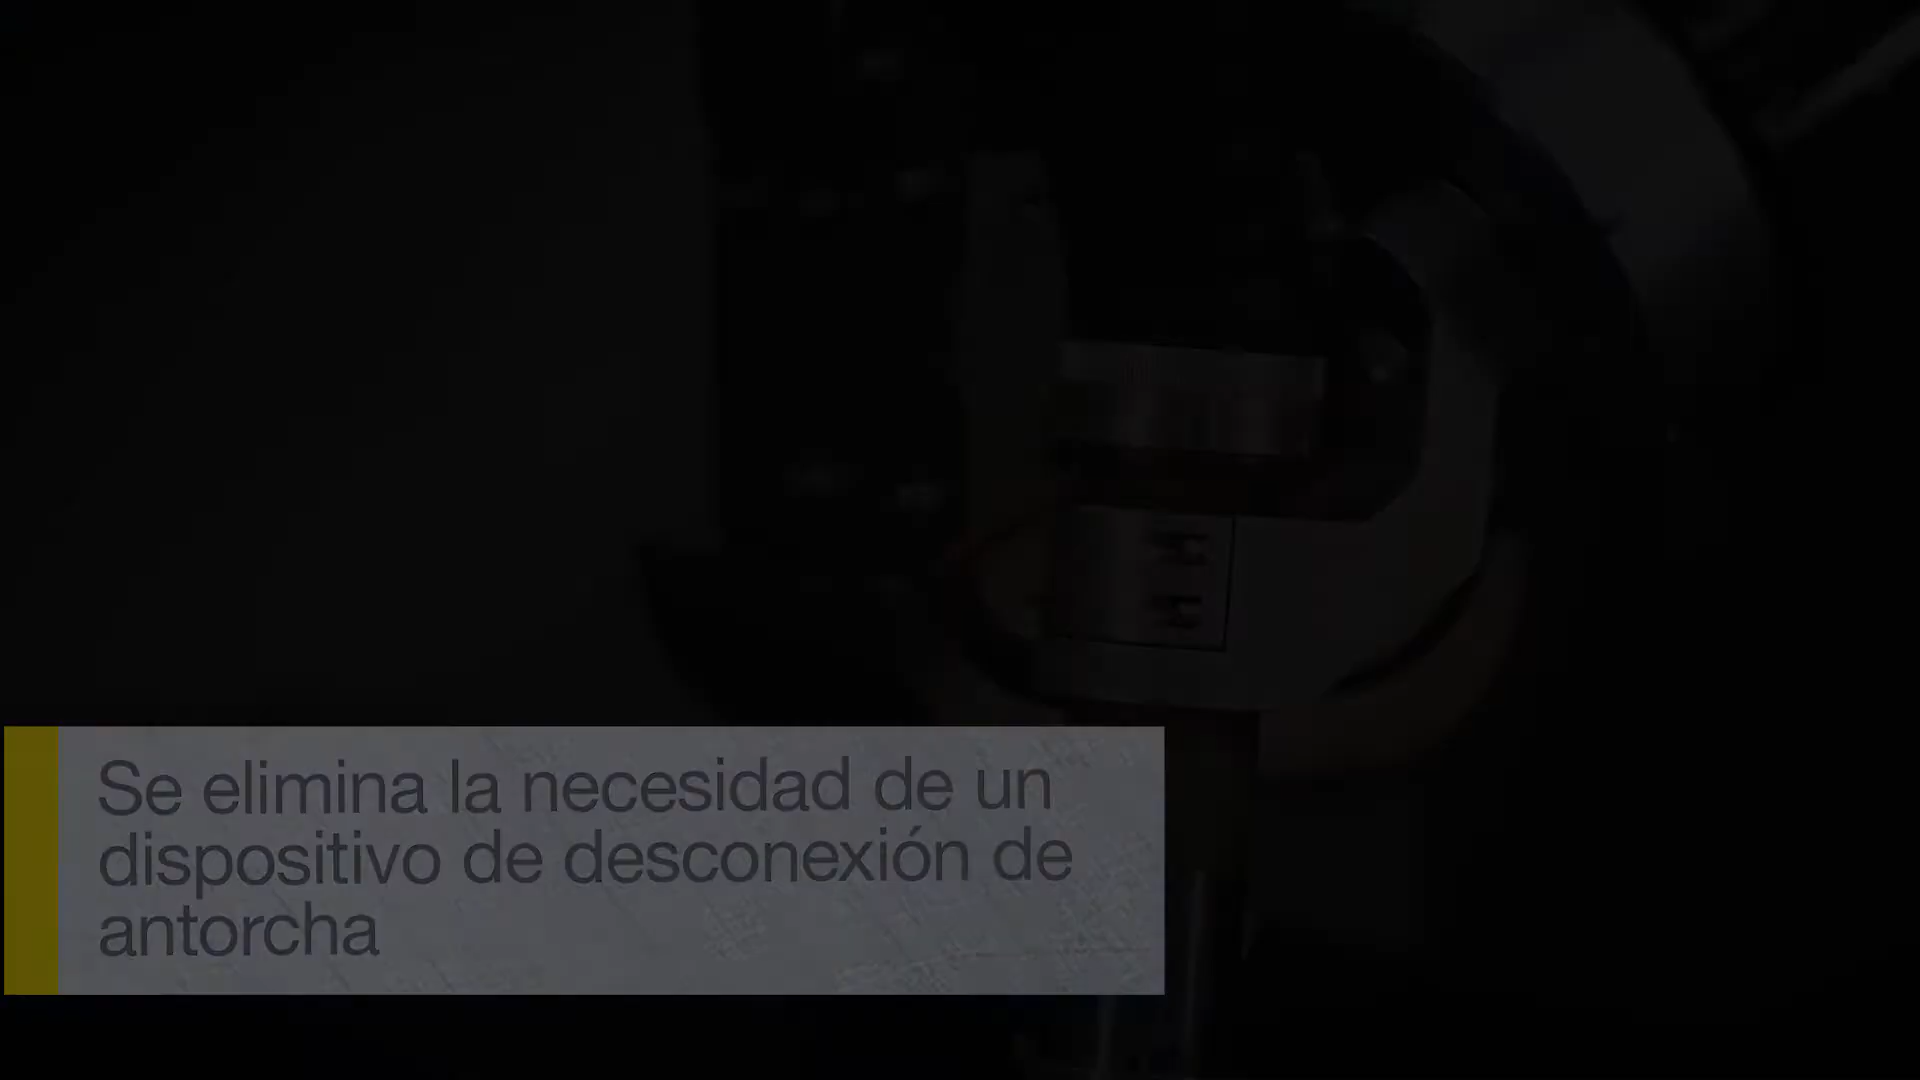 Se elimina la necesidad de un
dispositivo de desconexión de
antorcha